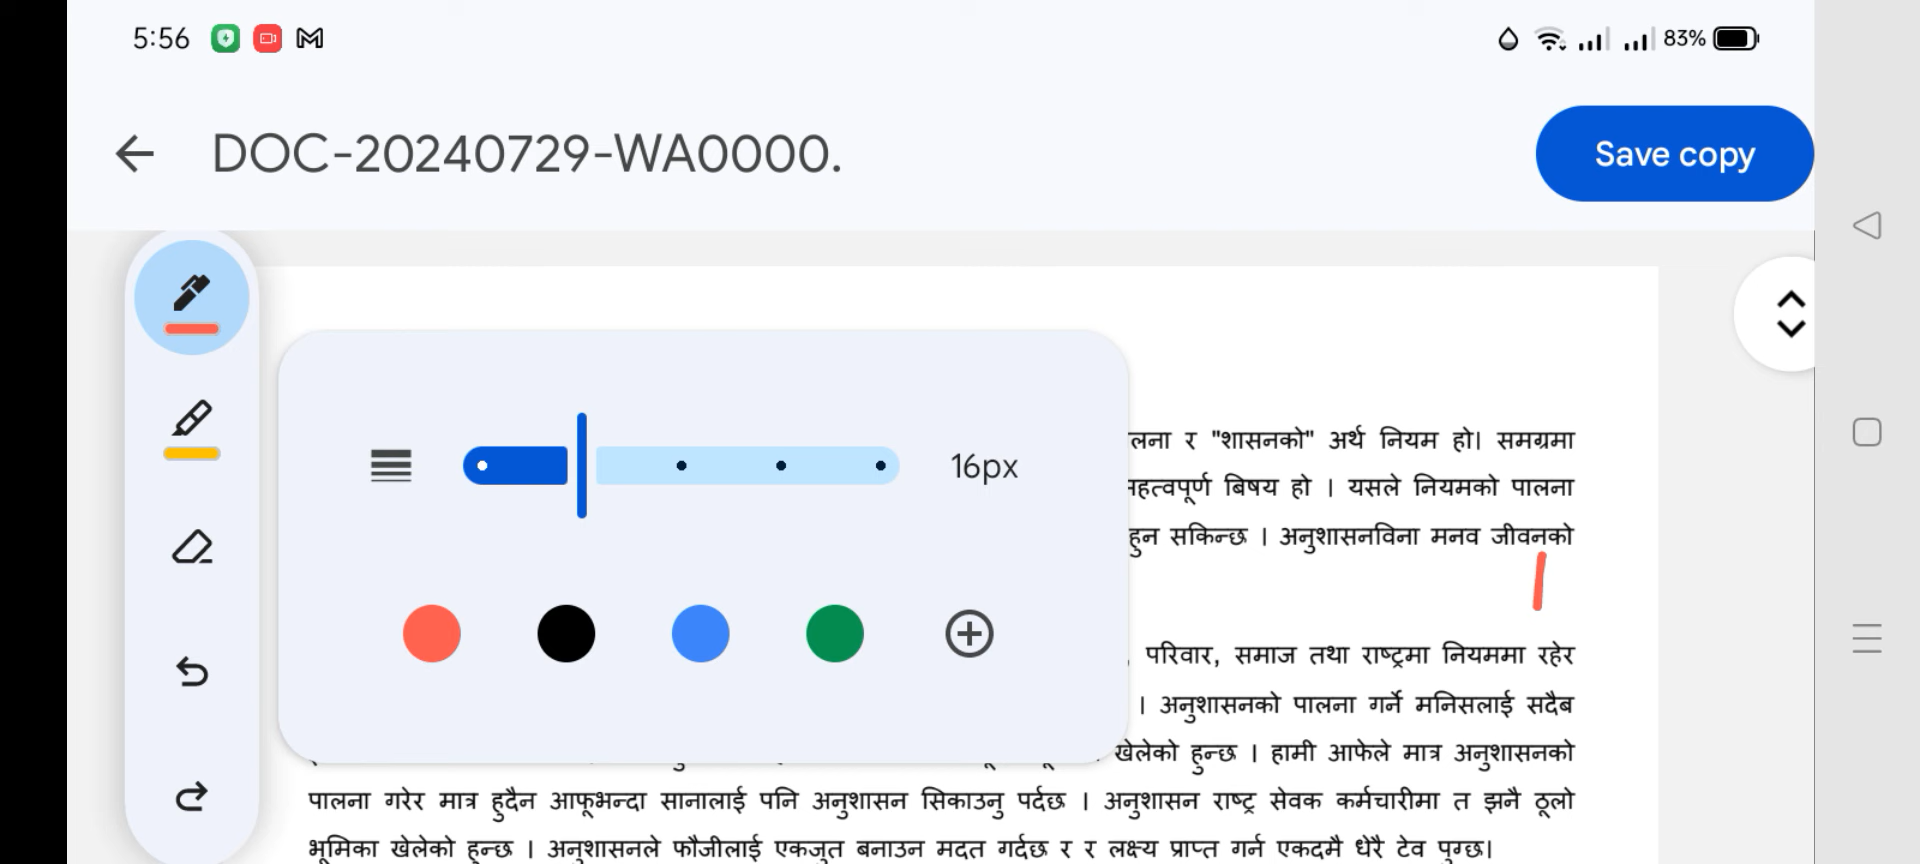 5:56
83%
DOC-20240729-WA0000.
Save copy
16px
लना र "शासनको" अर्थ नियम हो| समग्रमा
महत्वपूर्ण बिषय हो । यसले नियमको पालना
हुन सकिन्छ । अनुशासनविना मनव जीवनको
, परिवार, समाज तथा राष्ट्रमा नियममा रहेर
। अनुशासनको पालना गर्ने मनिसलाई सदैब
खेलेको हुन्छ । हामी आफेले मात्र अनुशासनको
पालना गरेर मात्र हुदैन आफूभन्दा सानालाई पनि अनुशासन सिकाउनु पर्दछ । अनुशासन राष्ट्र सेवक कर्मचारीमा त झनै ठूलो
भूमिका खेलेको हुन्छ । अनुशासनले फौजीलाई एकजुत बनाउन मदत गर्दछ र र लक्ष्य प्राप्त गर्न एकदमै धेरै टेव पुग्छ|